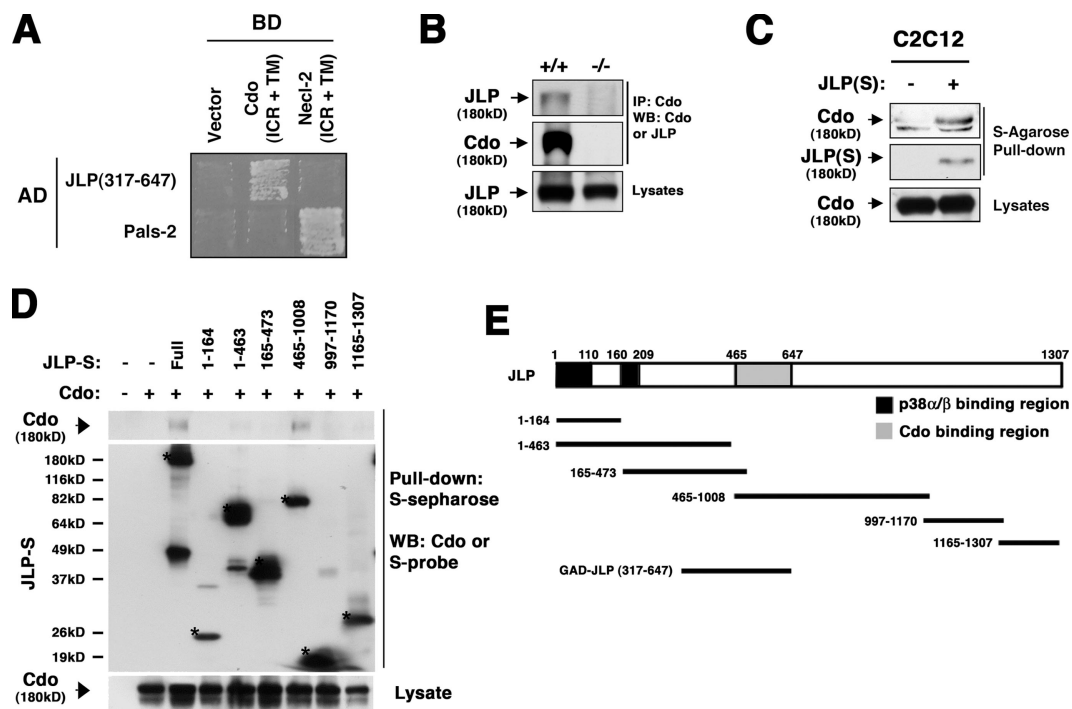 A
BD
Vector
Cdo
(ICR + TM)
Necl-2
(ICR + TM)
AD
JLP(317-647)
Pals-2
B
+/+ -/-
JLP
(180kD)
Cdo
(180kD)
JLP
(180kD)
IP: Cdo
WB: Cdo
or JLP
Lysates
C
C2C12
JLP(S): - +
Cdo
(180kD)
JLP(S)
(180kD)
Cdo
(180kD)
S-Agarose
Pull-down
Lysates
D
JLP-S: - - Full 1-164 1-463 165-473 465-1008 997-1170 1165-1307
Cdo: - + + + + + + + +
Cdo
(180kD)
180kD
116kD
82kD
64kD
49kD
37kD
26kD
19kD
JLP-S
* * * * * * *
Pull-down:
S-sepharose
WB: Cdo or
S-probe
Cdo
(180kD)
Lysate
E
1 110 160 209 465 647 1307
JLP
p38α/β binding region
Cdo binding region
1-164
1-463
165-473
465-1008
997-1170
1165-1307
GAD-JLP (317-647)